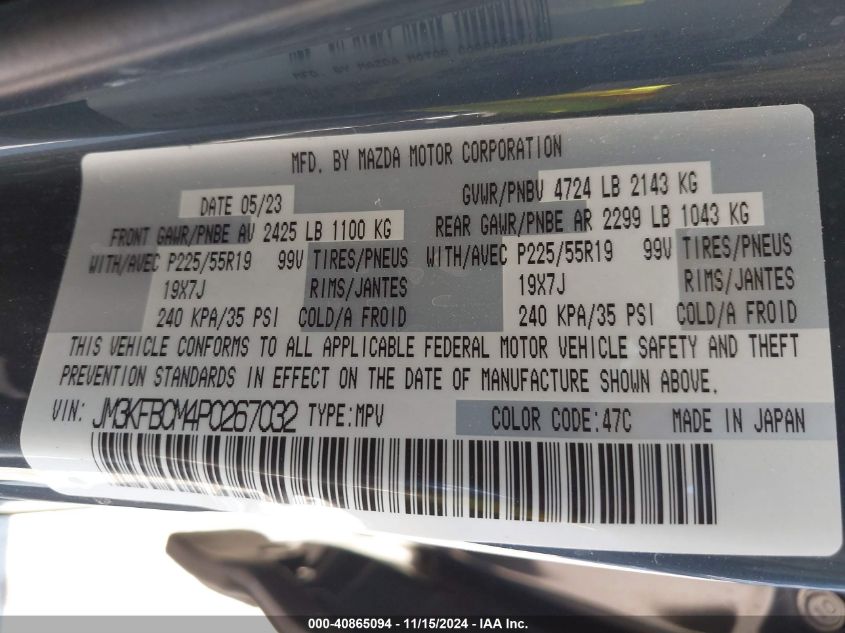 MFD. BY MAZDA MOTOR CORPORATION
DATE 05/23 GVWR/PNBV 4724 LB 2143 KG
FRONT GAWR/PNBE AV 2425 LB 1100 KG REAR GAWR/PNBE AR 2299 LB 1043 KG
WITH/AVEC P225/55R19 99V TIRES/PNEUS WITH/AVEC P225/55R19 99V TIRES/PNEUS
19X7J RIMS/JANTES 19X7J RIMS/JANTES
240 KPA/35 PSI COLD/A FROID 240 KPA/35 PSI COLD/A FROID
THIS VEHICLE CONFORMS TO ALL APPLICABLE FEDERAL MOTOR VEHICLE SAFETY AND THEFT
PREVENTION STANDARDS IN EFFECT ON THE DATE OF MANUFACTURE SHOWN ABOVE.
VIN: JM3KFBCM4P0267032 TYPE:MPV COLOR CODE:47C MADE IN JAPAN
000-40865094 - 11/15/2024 - IAA Inc.